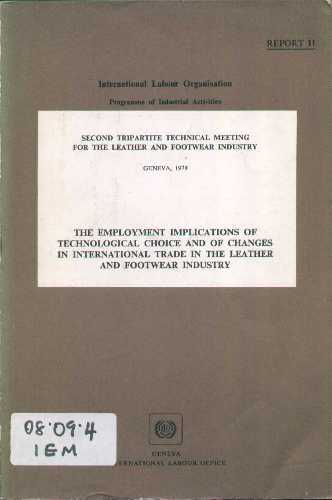 REPORT II
International Labour Organisation
Programme of Industrial Activities
SECOND TRIPARTITE TECHNICAL MEETING
FOR THE LEATHER AND FOOTWEAR INDUSTRY
GENEVA, 1979
THE EMPLOYMENT IMPLICATIONS OF
TECHNOLOGICAL CHOICE AND OF CHANGES
IN INTERNATIONAL TRADE IN THE LEATHER
AND FOOTWEAR INDUSTRY
08.09.4
IEM
GENEVA
INTERNATIONAL LABOUR OFFICE